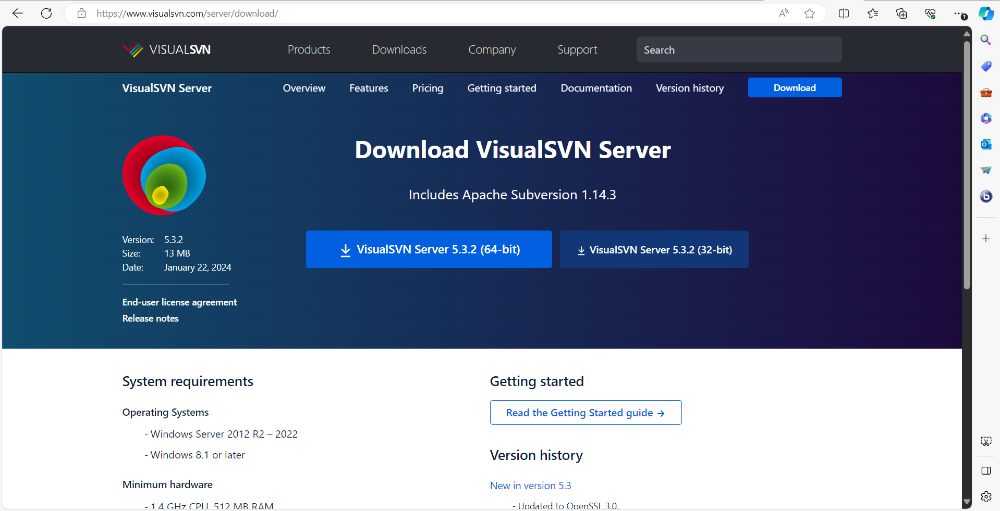 https://www.visualsvn.com/server/download/
VISUALSVN
Products
Downloads
Company
Support
Search
VisualSVN Server
Overview
Features
Pricing
Getting started
Documentation
Version history
Download
Download VisualSVN Server
Includes Apache Subversion 1.14.3
VisualSVN Server 5.3.2 (64-bit)
VisualSVN Server 5.3.2 (32-bit)
Version: 5.3.2
Size: 13 MB
Date: January 22, 2024
End-user license agreement
Release notes
System requirements
Operating Systems
- Windows Server 2012 R2 – 2022
- Windows 8.1 or later
Minimum hardware
- 1.4 GHz CPU, 512 MB RAM
Getting started
Read the Getting Started guide →
Version history
New in version 5.3
- Updated to OpenSSL 3.0.